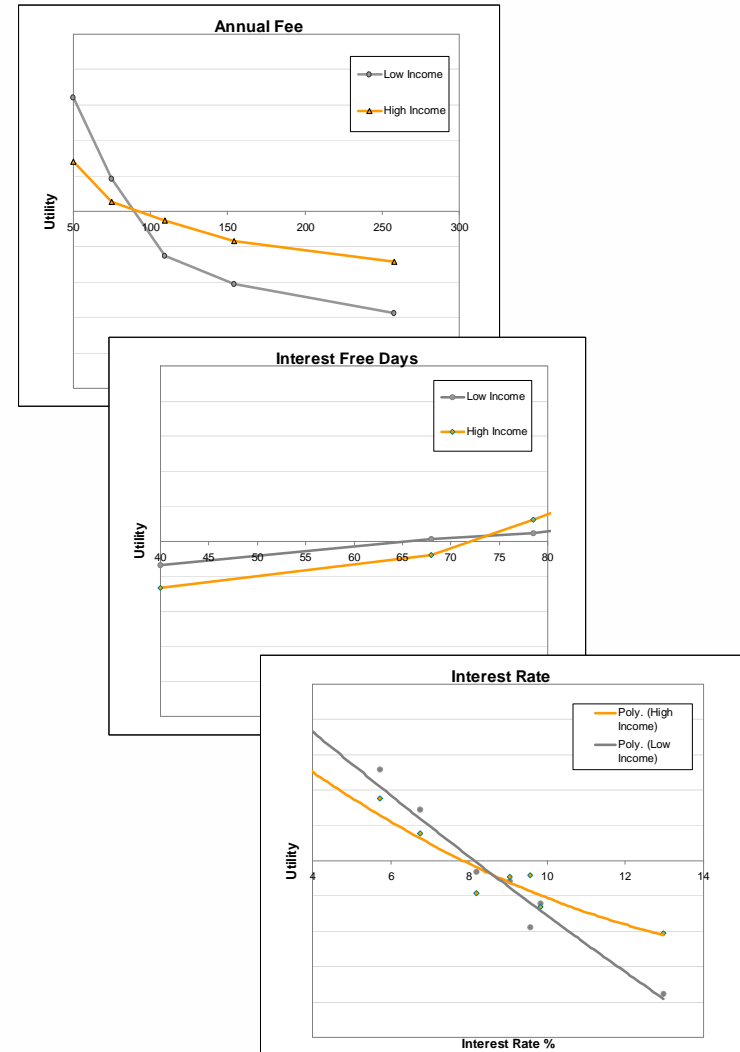 Annual Fee
Low Income
High Income
Utility
50 100 150 200 250 300
Interest Free Days
Low Income
High Income
Utility
40 45 50 55 60 65 70 75 80
Interest Rate
Poly. (High
Income)
Poly. (Low
Income)
Utility
4 6 8 10 12 14
Interest Rate %